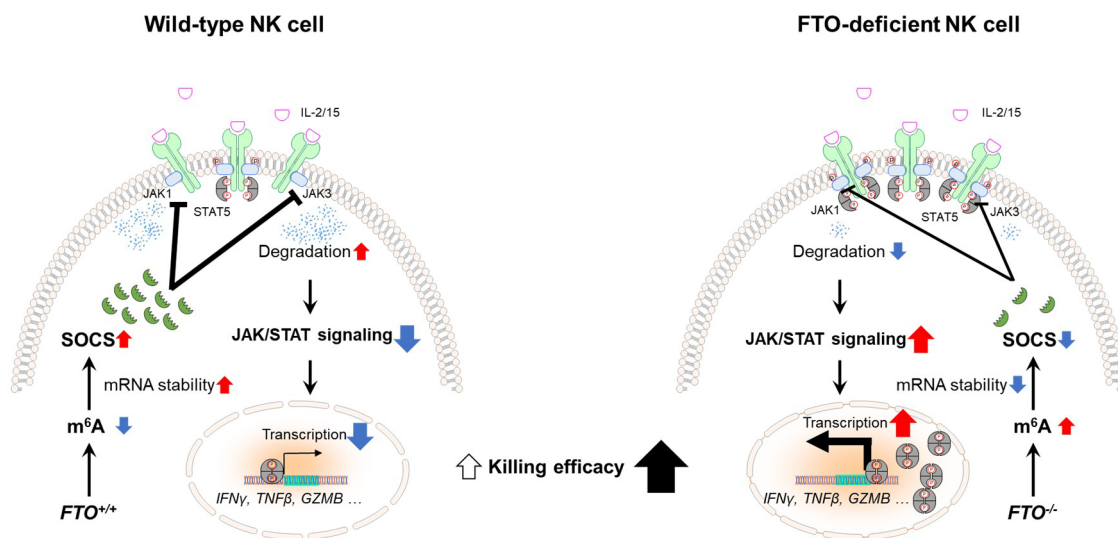 Wild-type NK cell
FTO-deficient NK cell
IL-2/15
JAK1
STAT5
JAK3
Degradation
JAK/STAT signaling
SOCS
mRNA stability
m⁶A
FTO⁺/⁺
Transcription
IFNγ, TNFβ, GZMB ...
Killing efficacy
IL-2/15
JAK1
STAT5
JAK3
Degradation
JAK/STAT signaling
SOCS
mRNA stability
m⁶A
FTO⁻/⁻
Transcription
IFNγ, TNFβ, GZMB ...